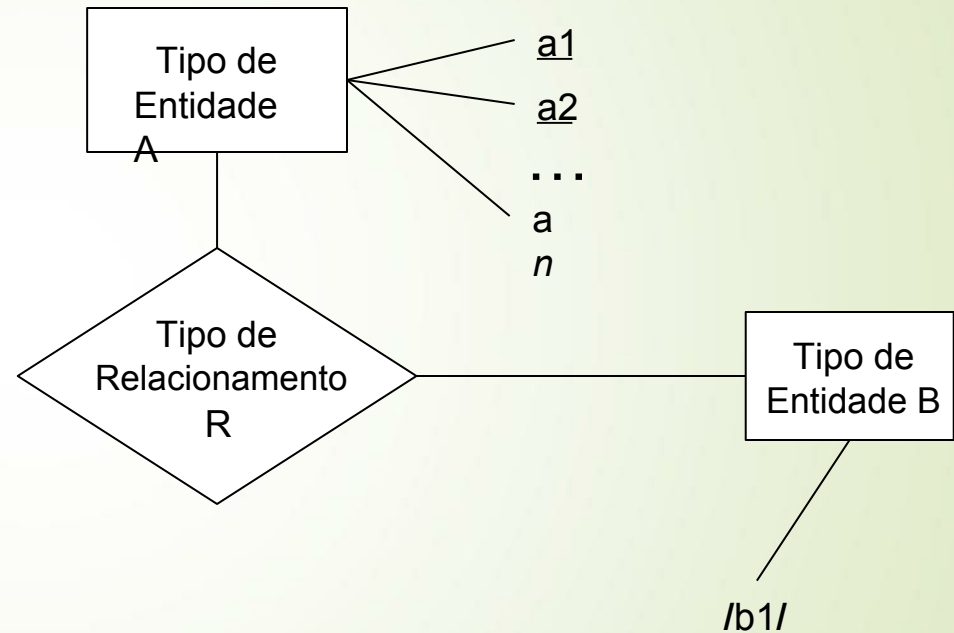 Tipo de
Entidade
A
a1
a2
...
a
n
Tipo de
Relacionamento
R
Tipo de
Entidade B
/b1/